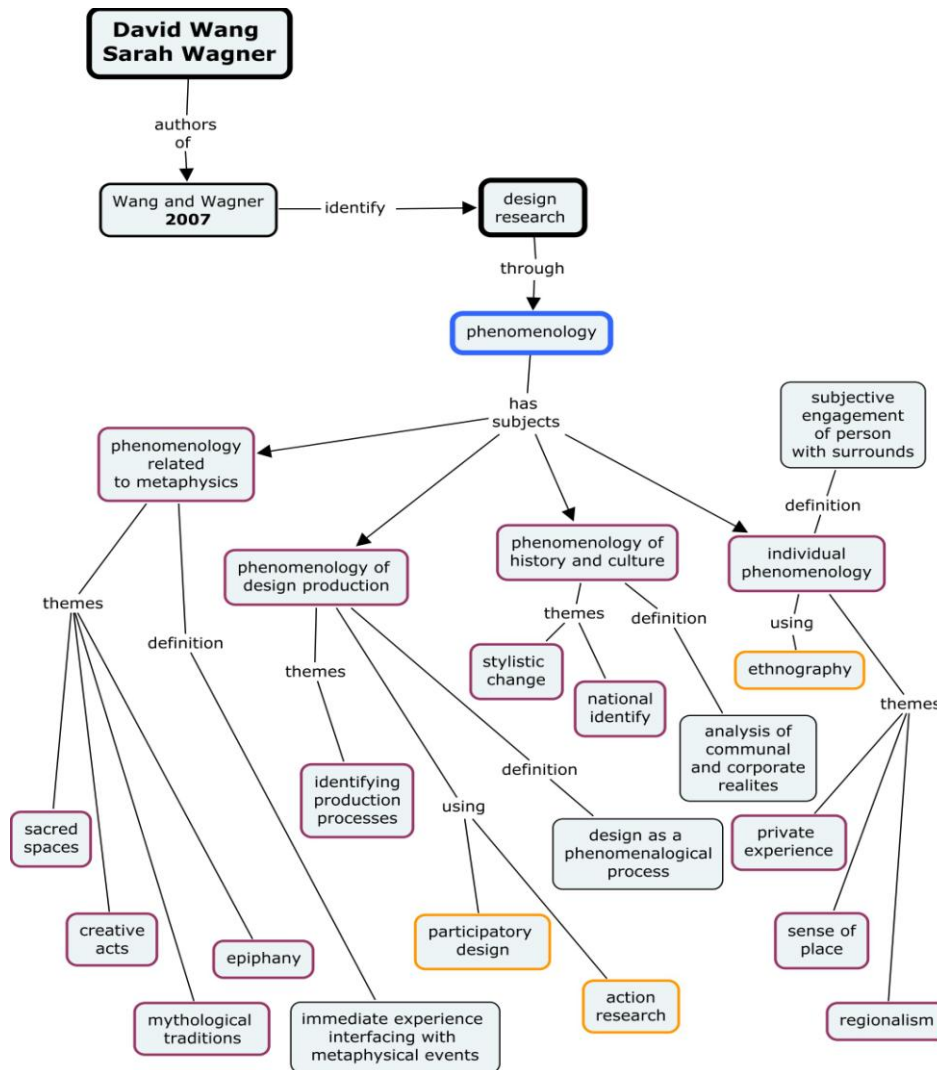 David Wang
Sarah Wagner
authors
of
Wang and Wagner
2007
identify
design
research
through
phenomenology
has
subjects
subjective
engagement
of person
with surrounds
definition
phenomenology
related
to metaphysics
phenomenology of
design production
phenomenology of
history and culture
individual
phenomenology
themes
definition
themes
themes
definition
using
stylistic
change
national
identify
ethnography
themes
analysis of
communal
and corporate
realites
identifying
production
processes
definition
using
sacred
spaces
design as a
phenomenalogical
process
private
experience
creative
acts
epiphany
participatory
design
sense of
place
mythological
traditions
immediate experience
interfacing with
metaphysical events
action
research
regionalism